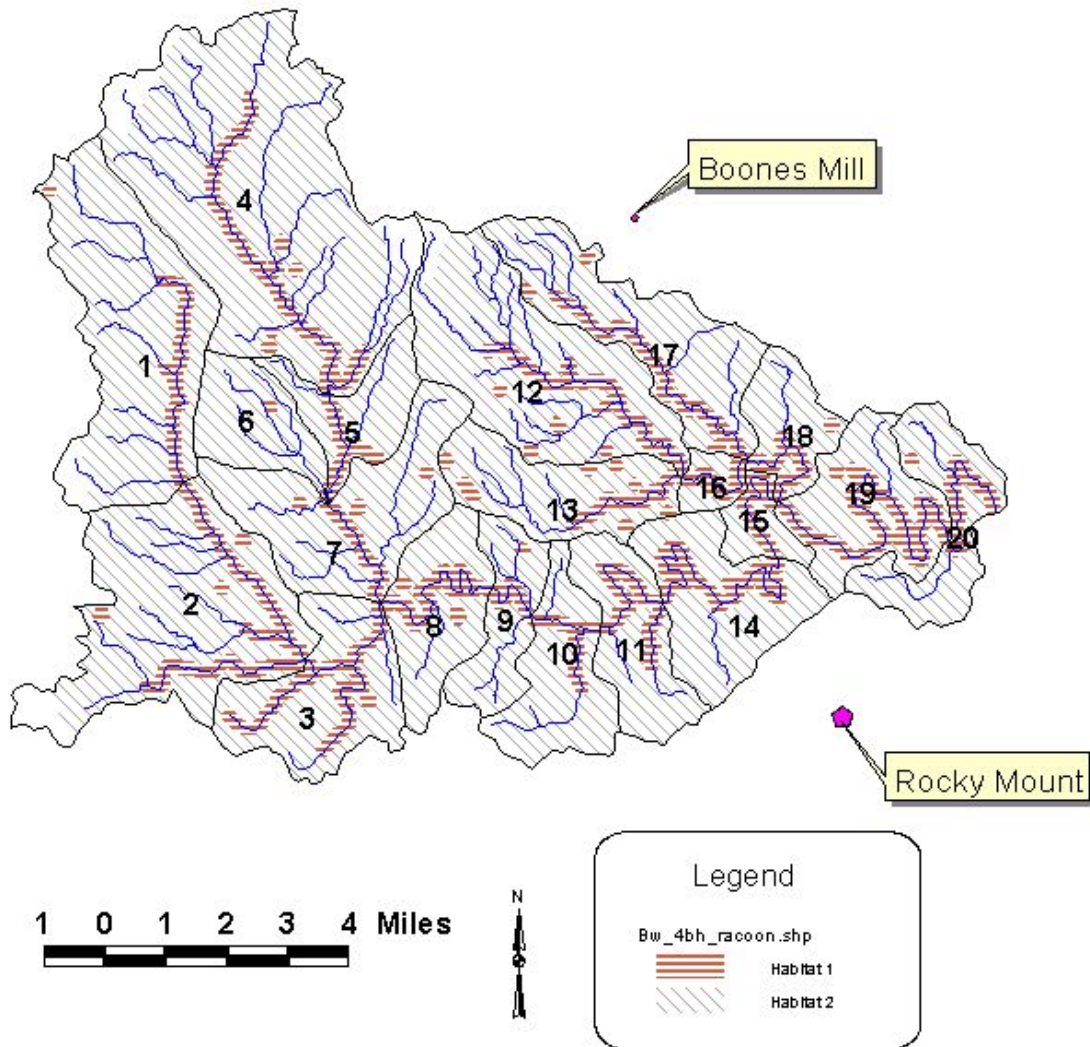 4
Boones Mill
1
17
12
6
5
18
16
19
13
15
20
7
2
8
9
14
10
11
3
Rocky Mount
1 0 1 2 3 4 Miles
N
Legend
Bw_4bh_racoon.shp
Habitat 1
Habitat 2